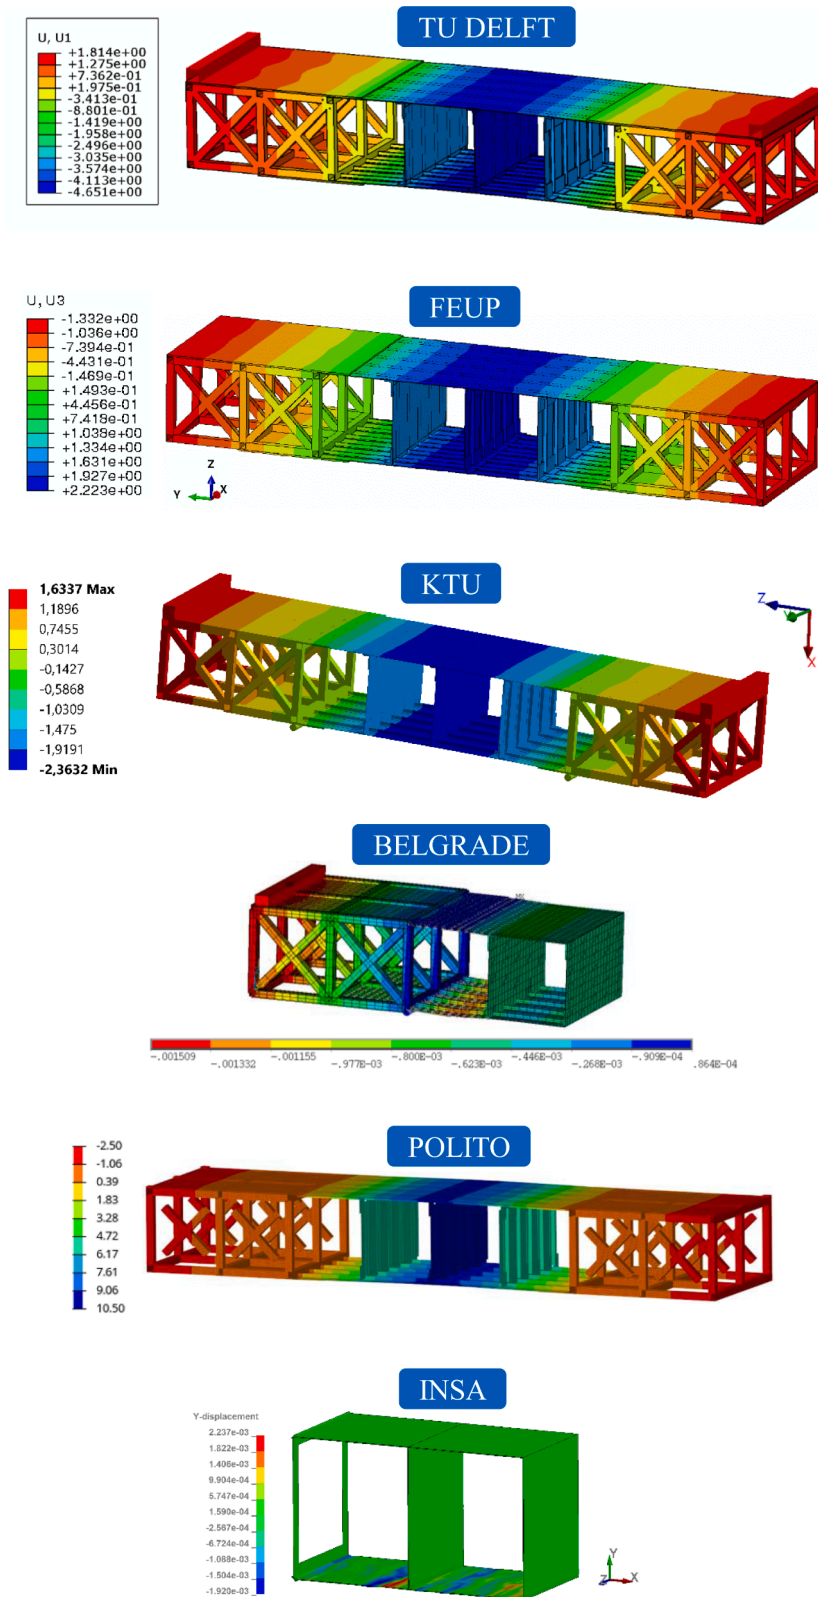 TU DELFT
U, U1
+1.814e+00
+1.275e+00
+7.362e-01
+1.975e-01
-3.413e-01
-8.801e-01
-1.419e+00
-1.958e+00
-2.496e+00
-3.035e+00
-3.574e+00
-4.113e+00
-4.651e+00
FEUP
U, U3
-1.332e+00
-1.036e+00
-7.394e-01
-4.431e-01
-1.469e-01
+1.493e-01
+4.456e-01
+7.418e-01
+1.038e+00
+1.334e+00
+1.631e+00
+1.927e+00
+2.223e+00
Z
Y
X
KTU
1,6337 Max
1,1896
0,7455
0,3014
-0,1427
-0,5868
-1,0309
-1,475
-1,9191
-2,3632 Min
Z
Y
X
BELGRADE
-.001509
-.001332
-.001155
-.977E-03
-.800E-03
-.623E-03
-.446E-03
-.268E-03
-.909E-04
.864E-04
POLITO
-2.50
-1.06
0.39
1.83
3.28
4.72
6.17
7.61
9.06
10.50
INSA
Y-displacement
2.237e-03
1.822e-03
1.406e-03
9.904e-04
5.747e-04
1.590e-04
-2.567e-04
-6.724e-04
-1.088e-03
-1.504e-03
-1.920e-03
Y
Z
X